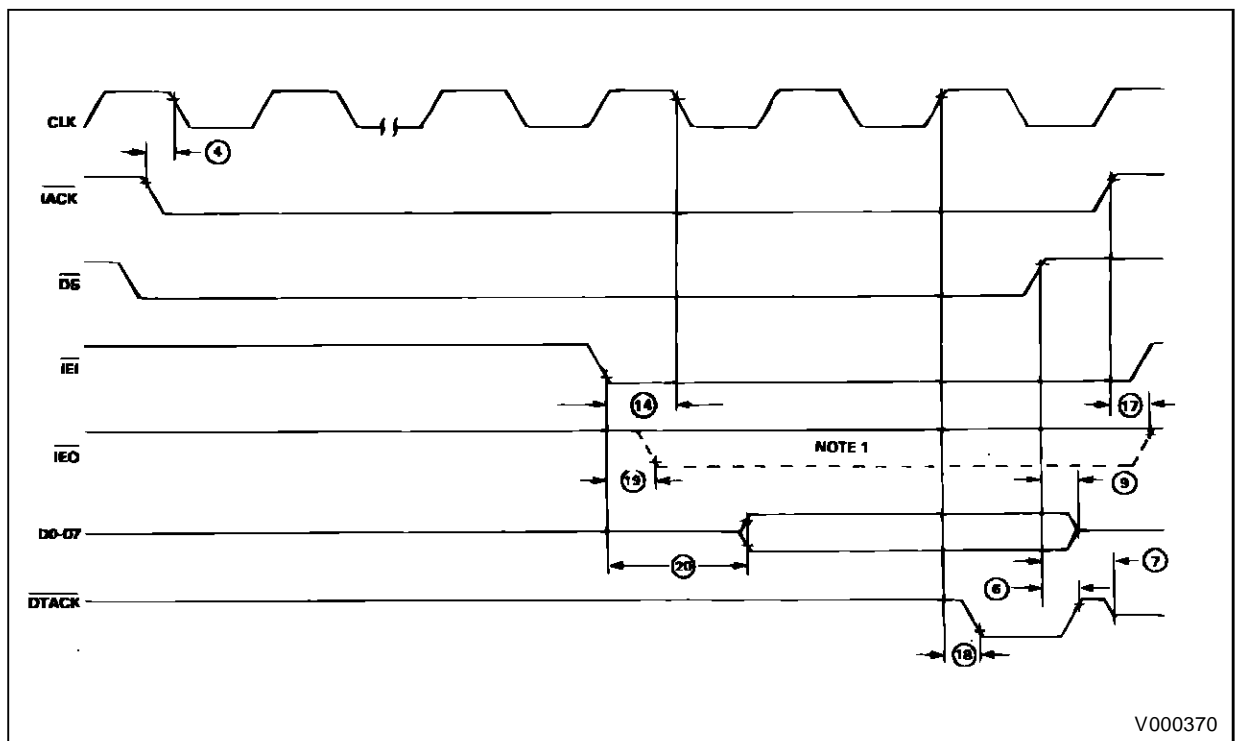 CLK
4
IACK
DS
IEI
14
17
IEO
NOTE 1
19
9
D0-D7
20
7
6
DTACK
18
V000370